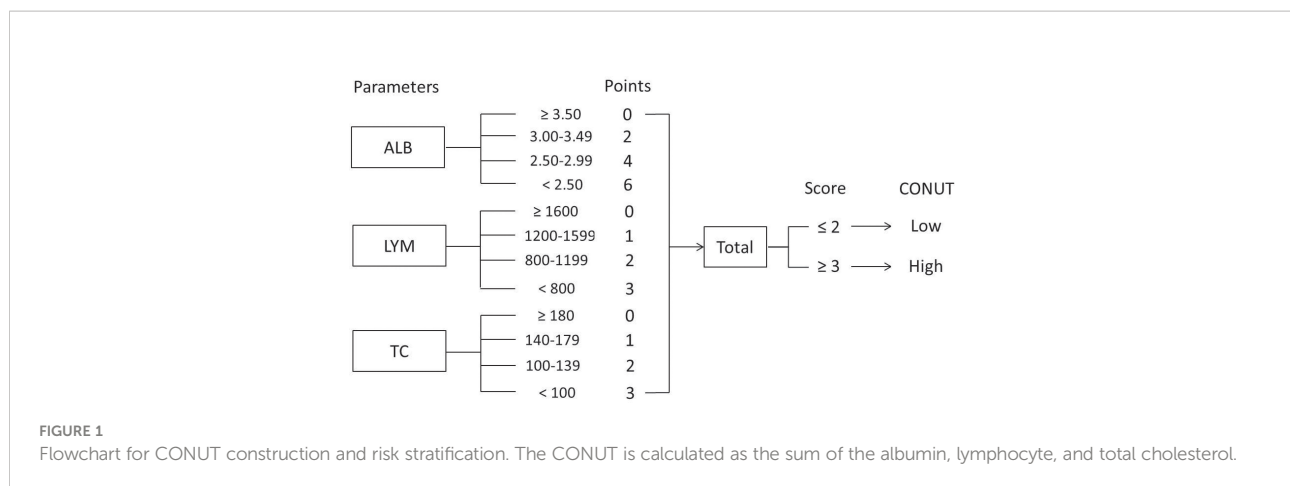 Parameters Points
ALB
≥ 3.50 0
3.00-3.49 2
2.50-2.99 4
< 2.50 6
LYM
≥ 1600 0
1200-1599 1
800-1199 2
< 800 3
TC
≥ 180 0
140-179 1
100-139 2
< 100 3
Total
Score CONUT
≤ 2 Low
≥ 3 High
FIGURE 1
Flowchart for CONUT construction and risk stratification. The CONUT is calculated as the sum of the albumin, lymphocyte, and total cholesterol.